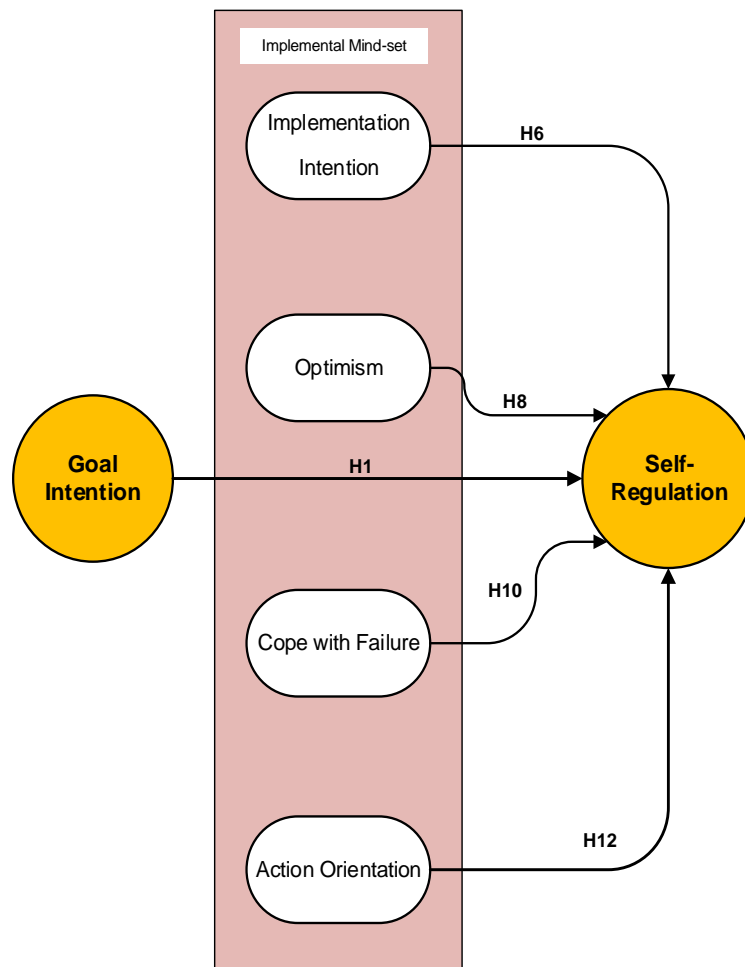 Implemental Mind-set
Implementation
Intention
H6
Optimism
H8
Goal
Intention
H1
Self-
Regulation
H10
Cope with Failure
H12
Action Orientation